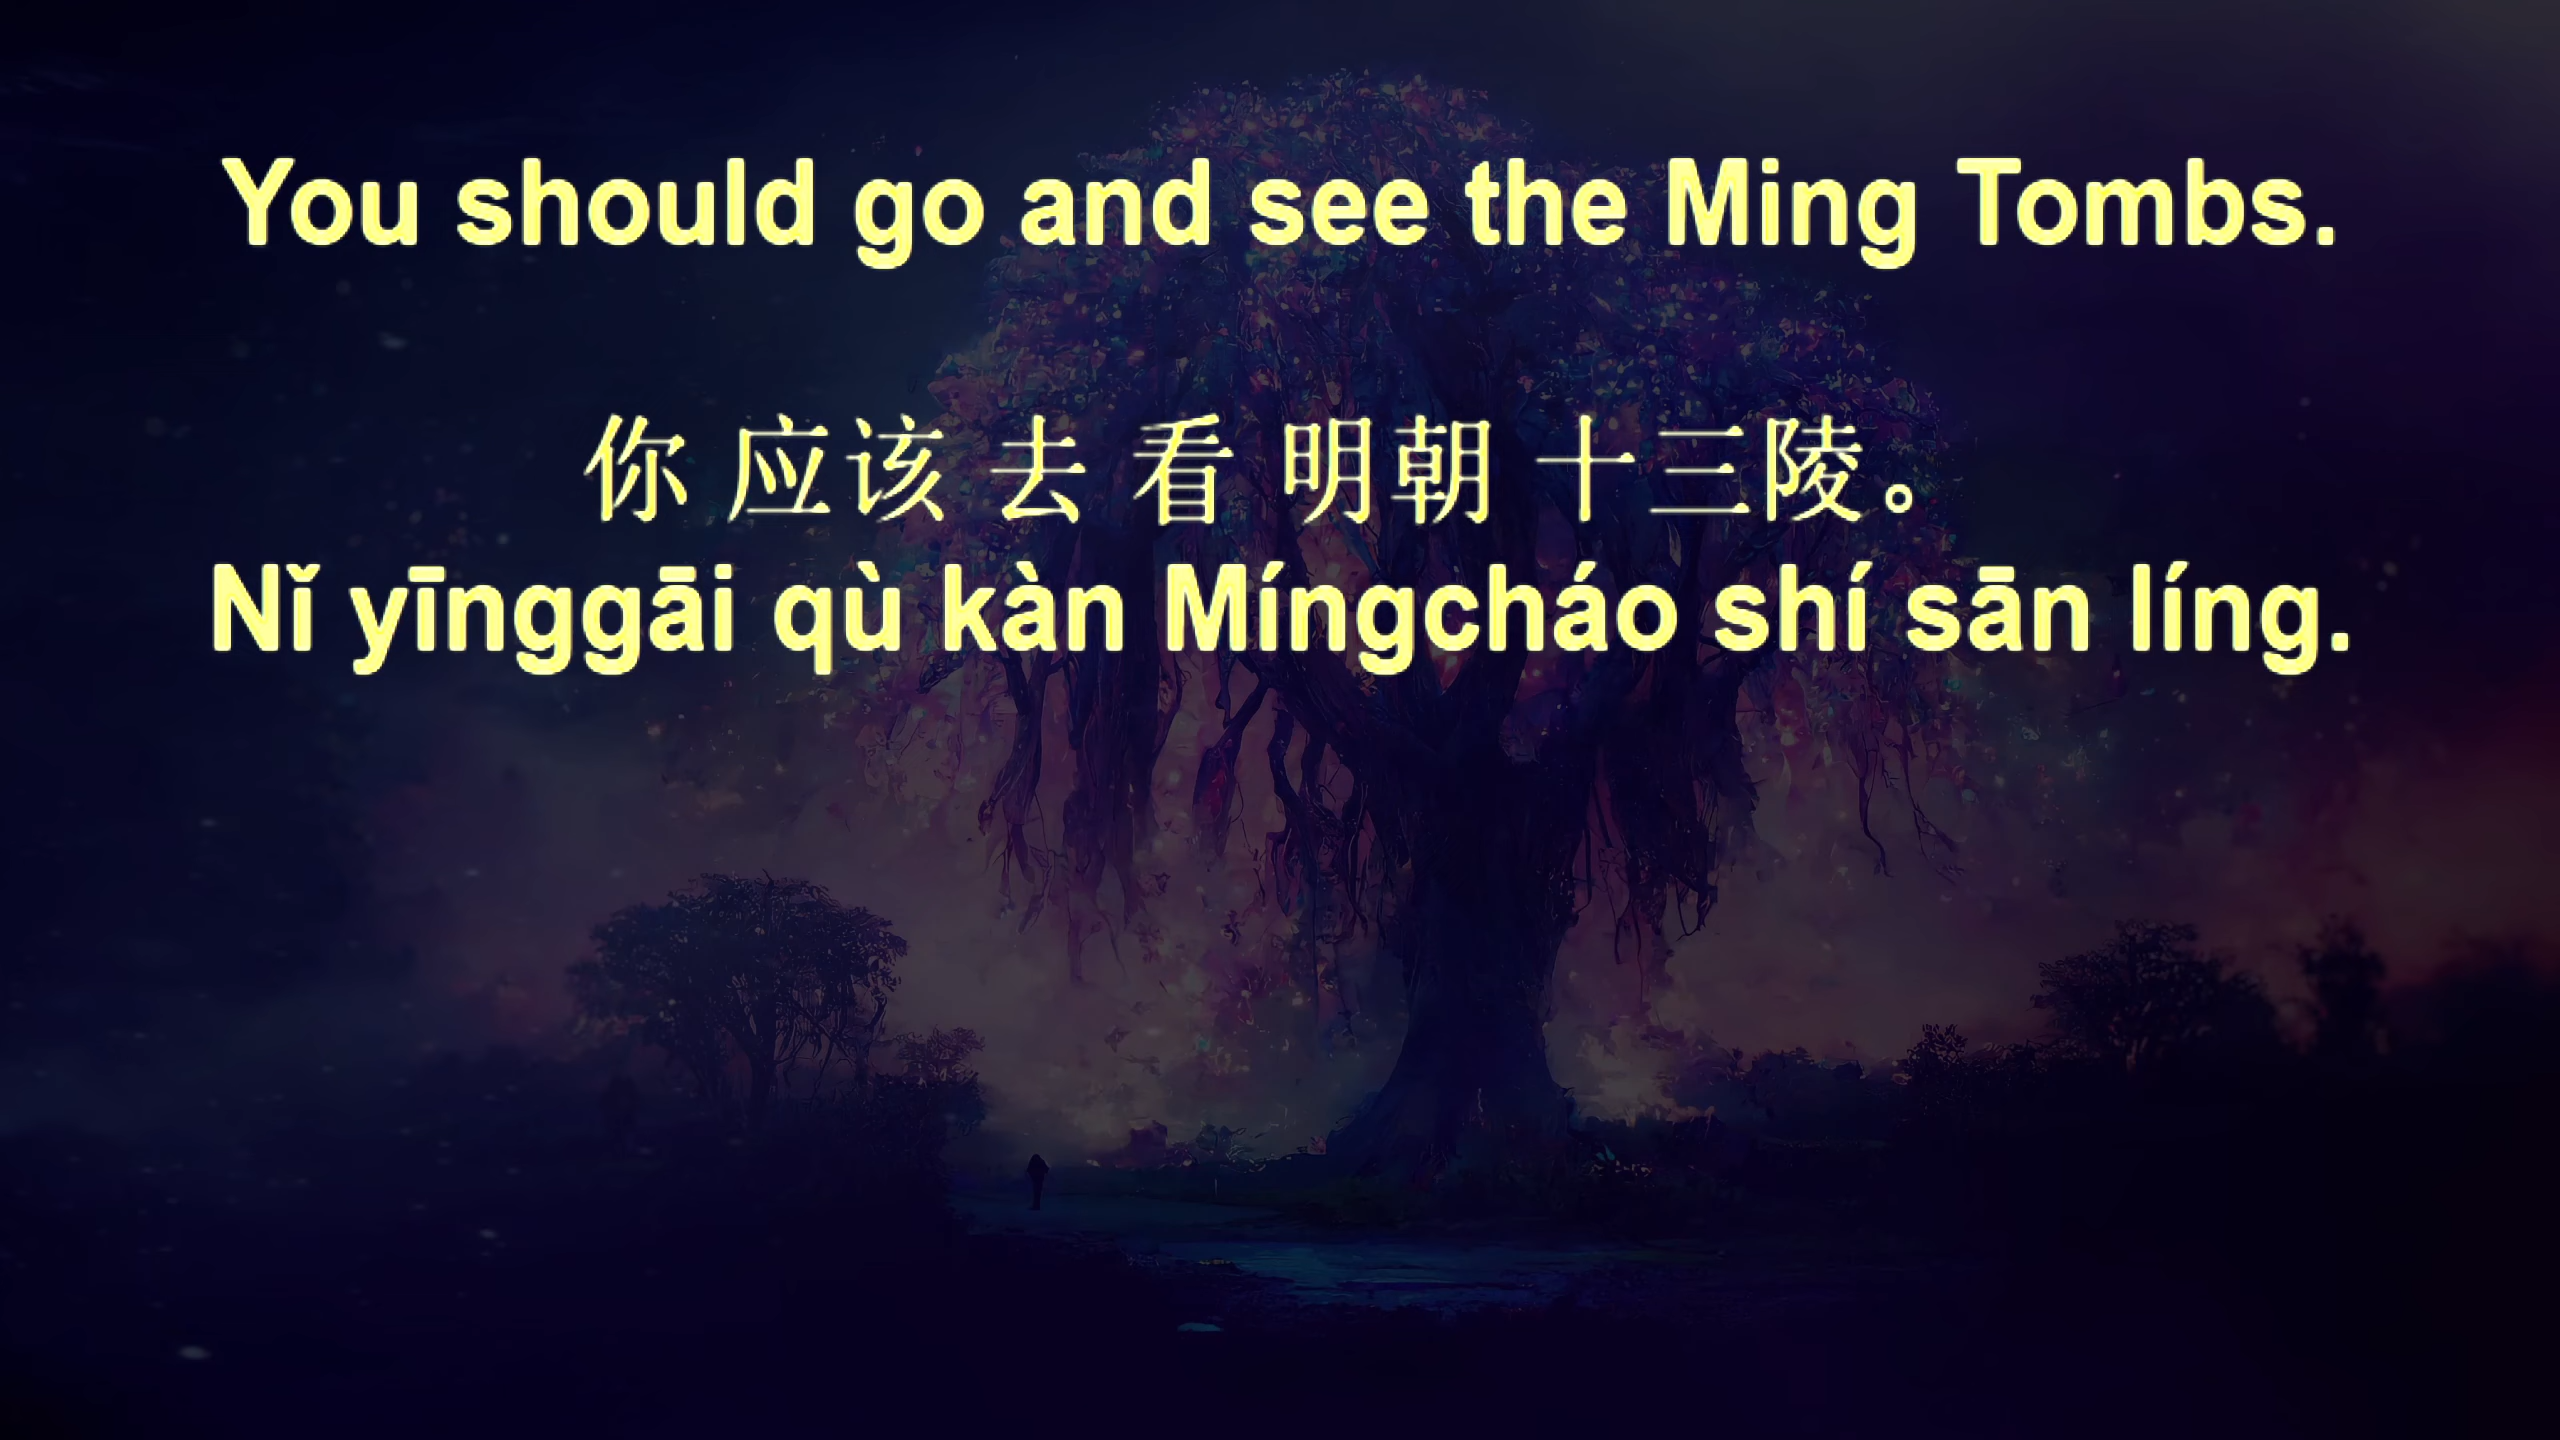 You should go and see the Ming Tombs.
你 应该 去 看 明朝 十三陵。
Nǐ yīnggāi qù kàn Míngcháo shí sān líng.